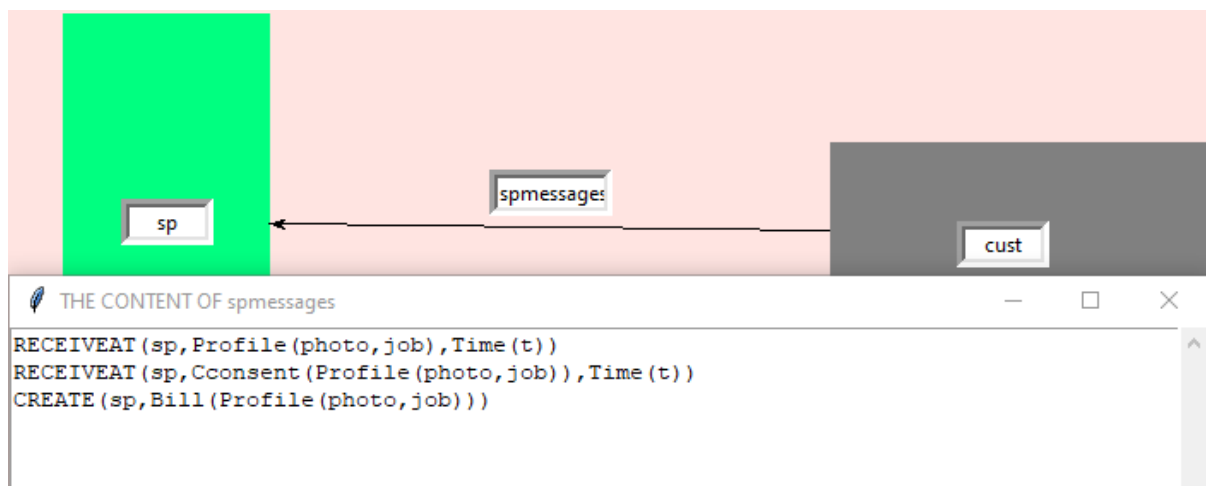 spmessages
sp
cust
THE CONTENT OF spmessages
RECEIVEAT(sp,Profile(photo,job),Time(t))
RECEIVEAT(sp,Cconsent(Profile(photo,job)),Time(t))
CREATE(sp,Bill(Profile(photo,job)))